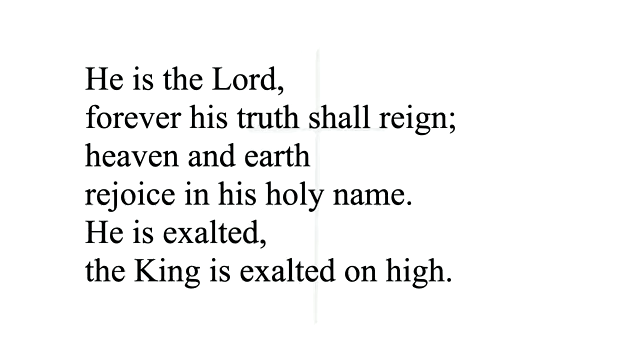 He is the Lord,
forever his truth shall reign;
heaven and earth
rejoice in his holy name.
He is exalted,
the King is exalted on high.